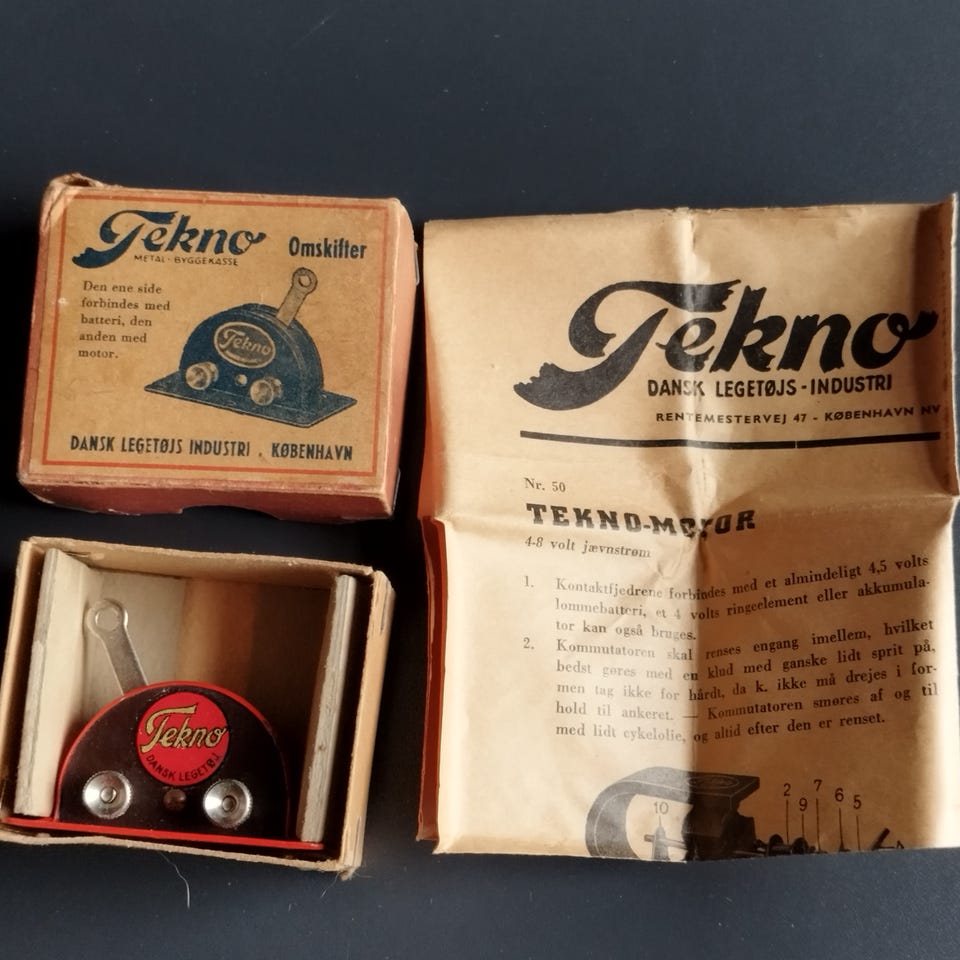 Tekno
METAL-BYGGEKASSE
Omskifter
Den ene side
forbindes med
batteri, den
anden med
motor.
Tekno
DANSK LEGETØJS INDUSTRI . KØBENHAVN
Tekno
DANSK LEGETØJ
Tekno
DANSK LEGETØJS-INDUSTRI
RENTEMESTERVEJ 47 - KØBENHAVN NV
Nr. 50
TEKNO-MOTOR
4-8 volt jævnstrøm
1. Kontaktfjedrene forbindes med et almindeligt 4,5 volts
lommebatteri, et 4 volts ringeelement eller akkumula-
tor kan også bruges.
2. Kommutatoren skal renses engang imellem, hvilket
bedst gøres med en klud med ganske lidt sprit på,
men tag ikke for hårdt, da k. ikke må drejes i for-
hold til ankeret. — Kommutatoren smøres af og til
med lidt cykelolie, og altid efter den er renset.
10 2 9 7 6 5